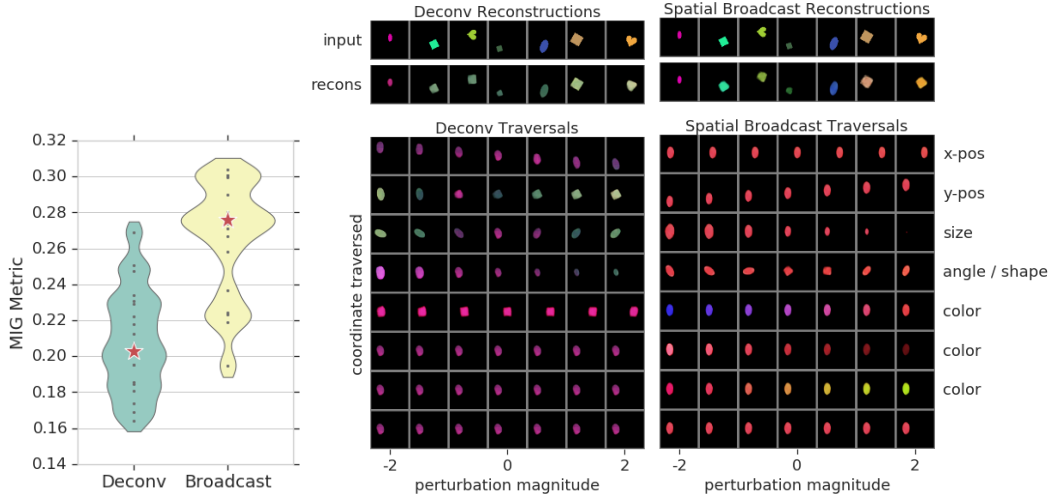 Deconv Reconstructions
Spatial Broadcast Reconstructions
input
recons
MIG Metric
0.32
0.30
0.28
0.26
0.24
0.22
0.20
0.18
0.16
0.14
Deconv Broadcast
Deconv Traversals
coordinate traversed
-2 0 2
perturbation magnitude
Spatial Broadcast Traversals
x-pos
y-pos
size
angle / shape
color
color
color
-2 0 2
perturbation magnitude